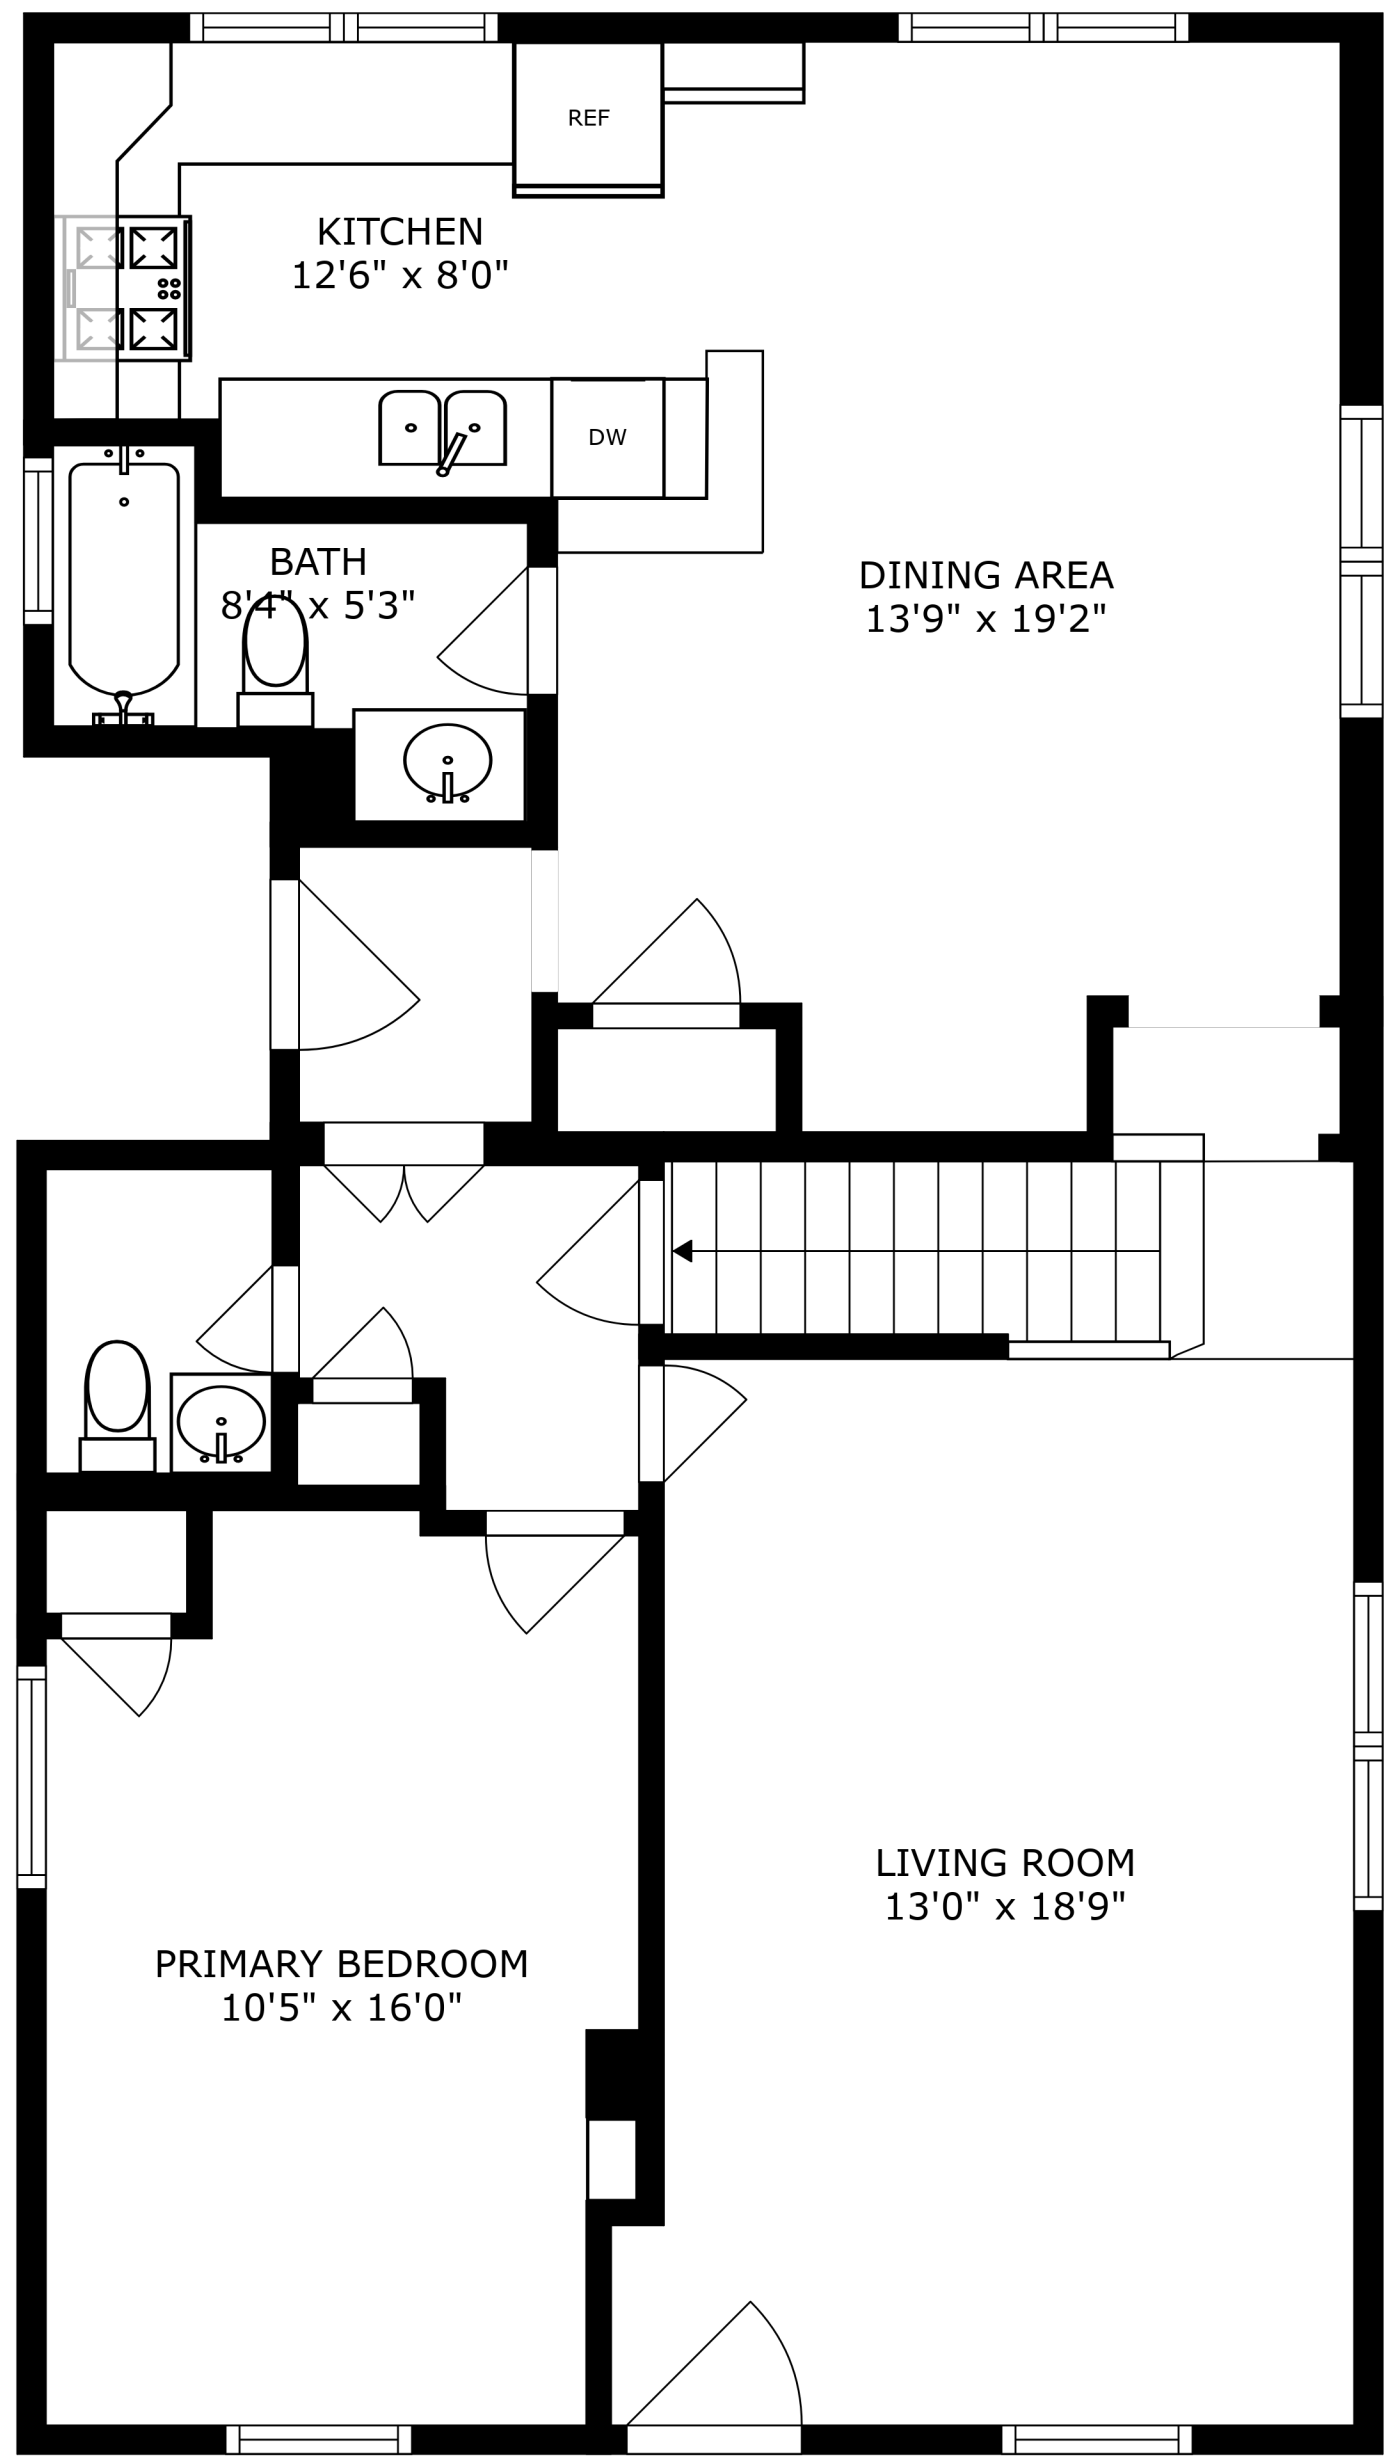 REF
KITCHEN
12'6" x 8'0"
DW
BATH
8'4" x 5'3"
DINING AREA
13'9" x 19'2"
LIVING ROOM
13'0" x 18'9"
PRIMARY BEDROOM
10'5" x 16'0"